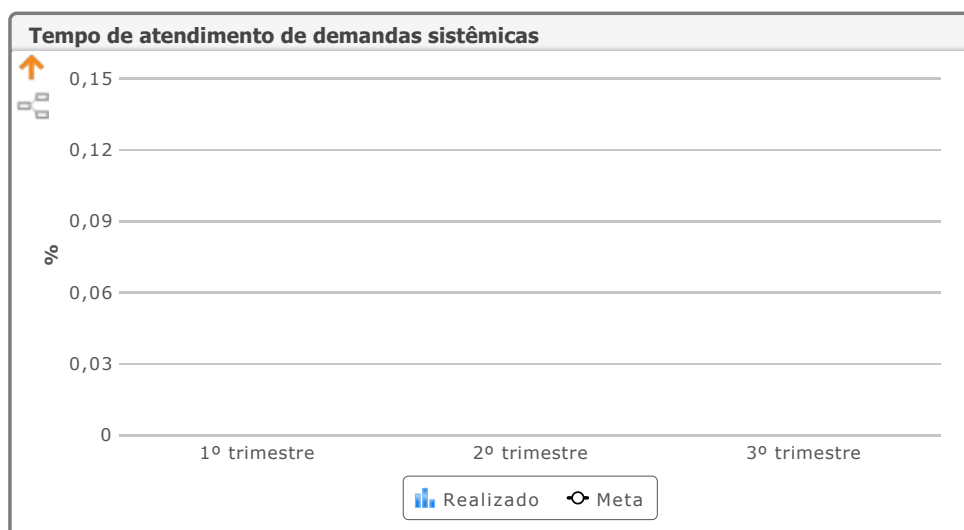 Tempo de atendimento de demandas sistêmicas
0,15
0,12
0,09
%
0,06
0,03
0
1º trimestre 2º trimestre 3º trimestre
Realizado Meta